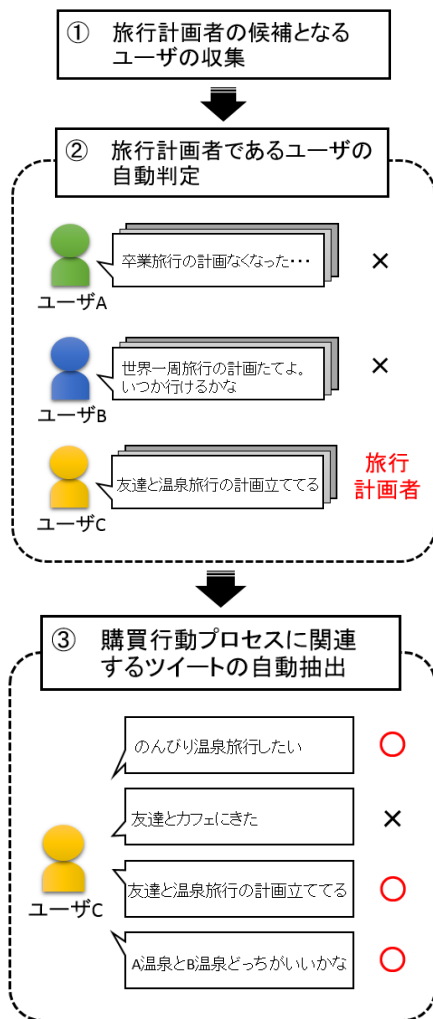 ① 旅行計画者の候補となる
ユーザの収集
② 旅行計画者であるユーザの
自動判定
卒業旅行の計画なくなった・・・
×
ユーザA
世界一周旅行の計画たてよ。
いつか行けるかな
×
ユーザB
友達と温泉旅行の計画立ててる
旅行
計画者
ユーザC
③ 購買行動プロセスに関連
するツイートの自動抽出
のんびり温泉旅行したい
○
友達とカフェにきた
×
ユーザC
友達と温泉旅行の計画立ててる
○
A温泉とB温泉どっちがいいかな
○